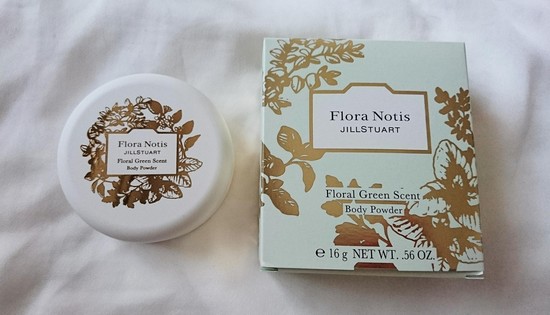 Flora Notis
JILLSTUART
Floral Green Scent
Body Powder
Flora Notis
JILLSTUART
Floral Green Scent
Body Powder
℮ 16 g NET WT. .56 OZ.